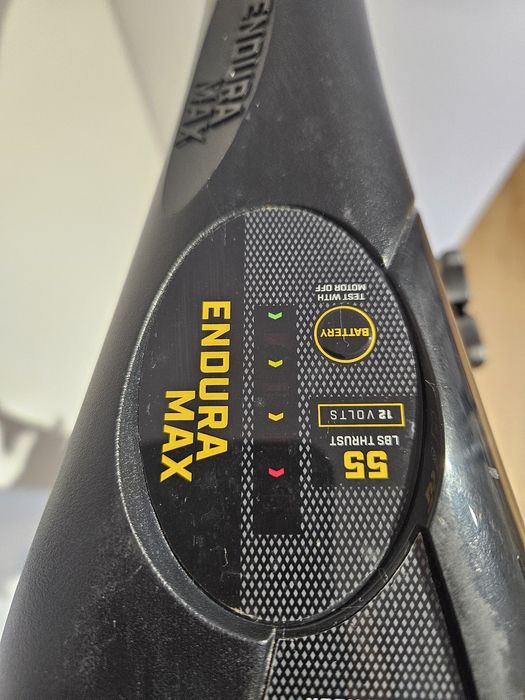 ENDURA
MAX
ENDURA
MAX
TEST WITH
MOTOR OFF
BATTERY
12 VOLTS
LBS THRUST
55